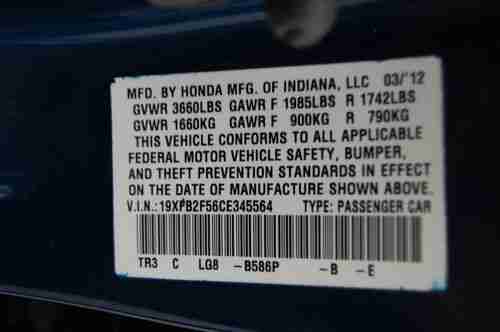 MFD. BY HONDA MFG. OF INDIANA, LLC 03/'12
GVWR 3660LBS GAWR F 1985LBS R 1742LBS
GVWR 1660KG GAWR F 900KG R 790KG
THIS VEHICLE CONFORMS TO ALL APPLICABLE
FEDERAL MOTOR VEHICLE SAFETY, BUMPER,
AND THEFT PREVENTION STANDARDS IN EFFECT
ON THE DATE OF MANUFACTURE SHOWN ABOVE.
V.I.N.:19XFB2F56CE345564 TYPE: PASSENGER CAR
TR3 C LG8 -B586P -B -E